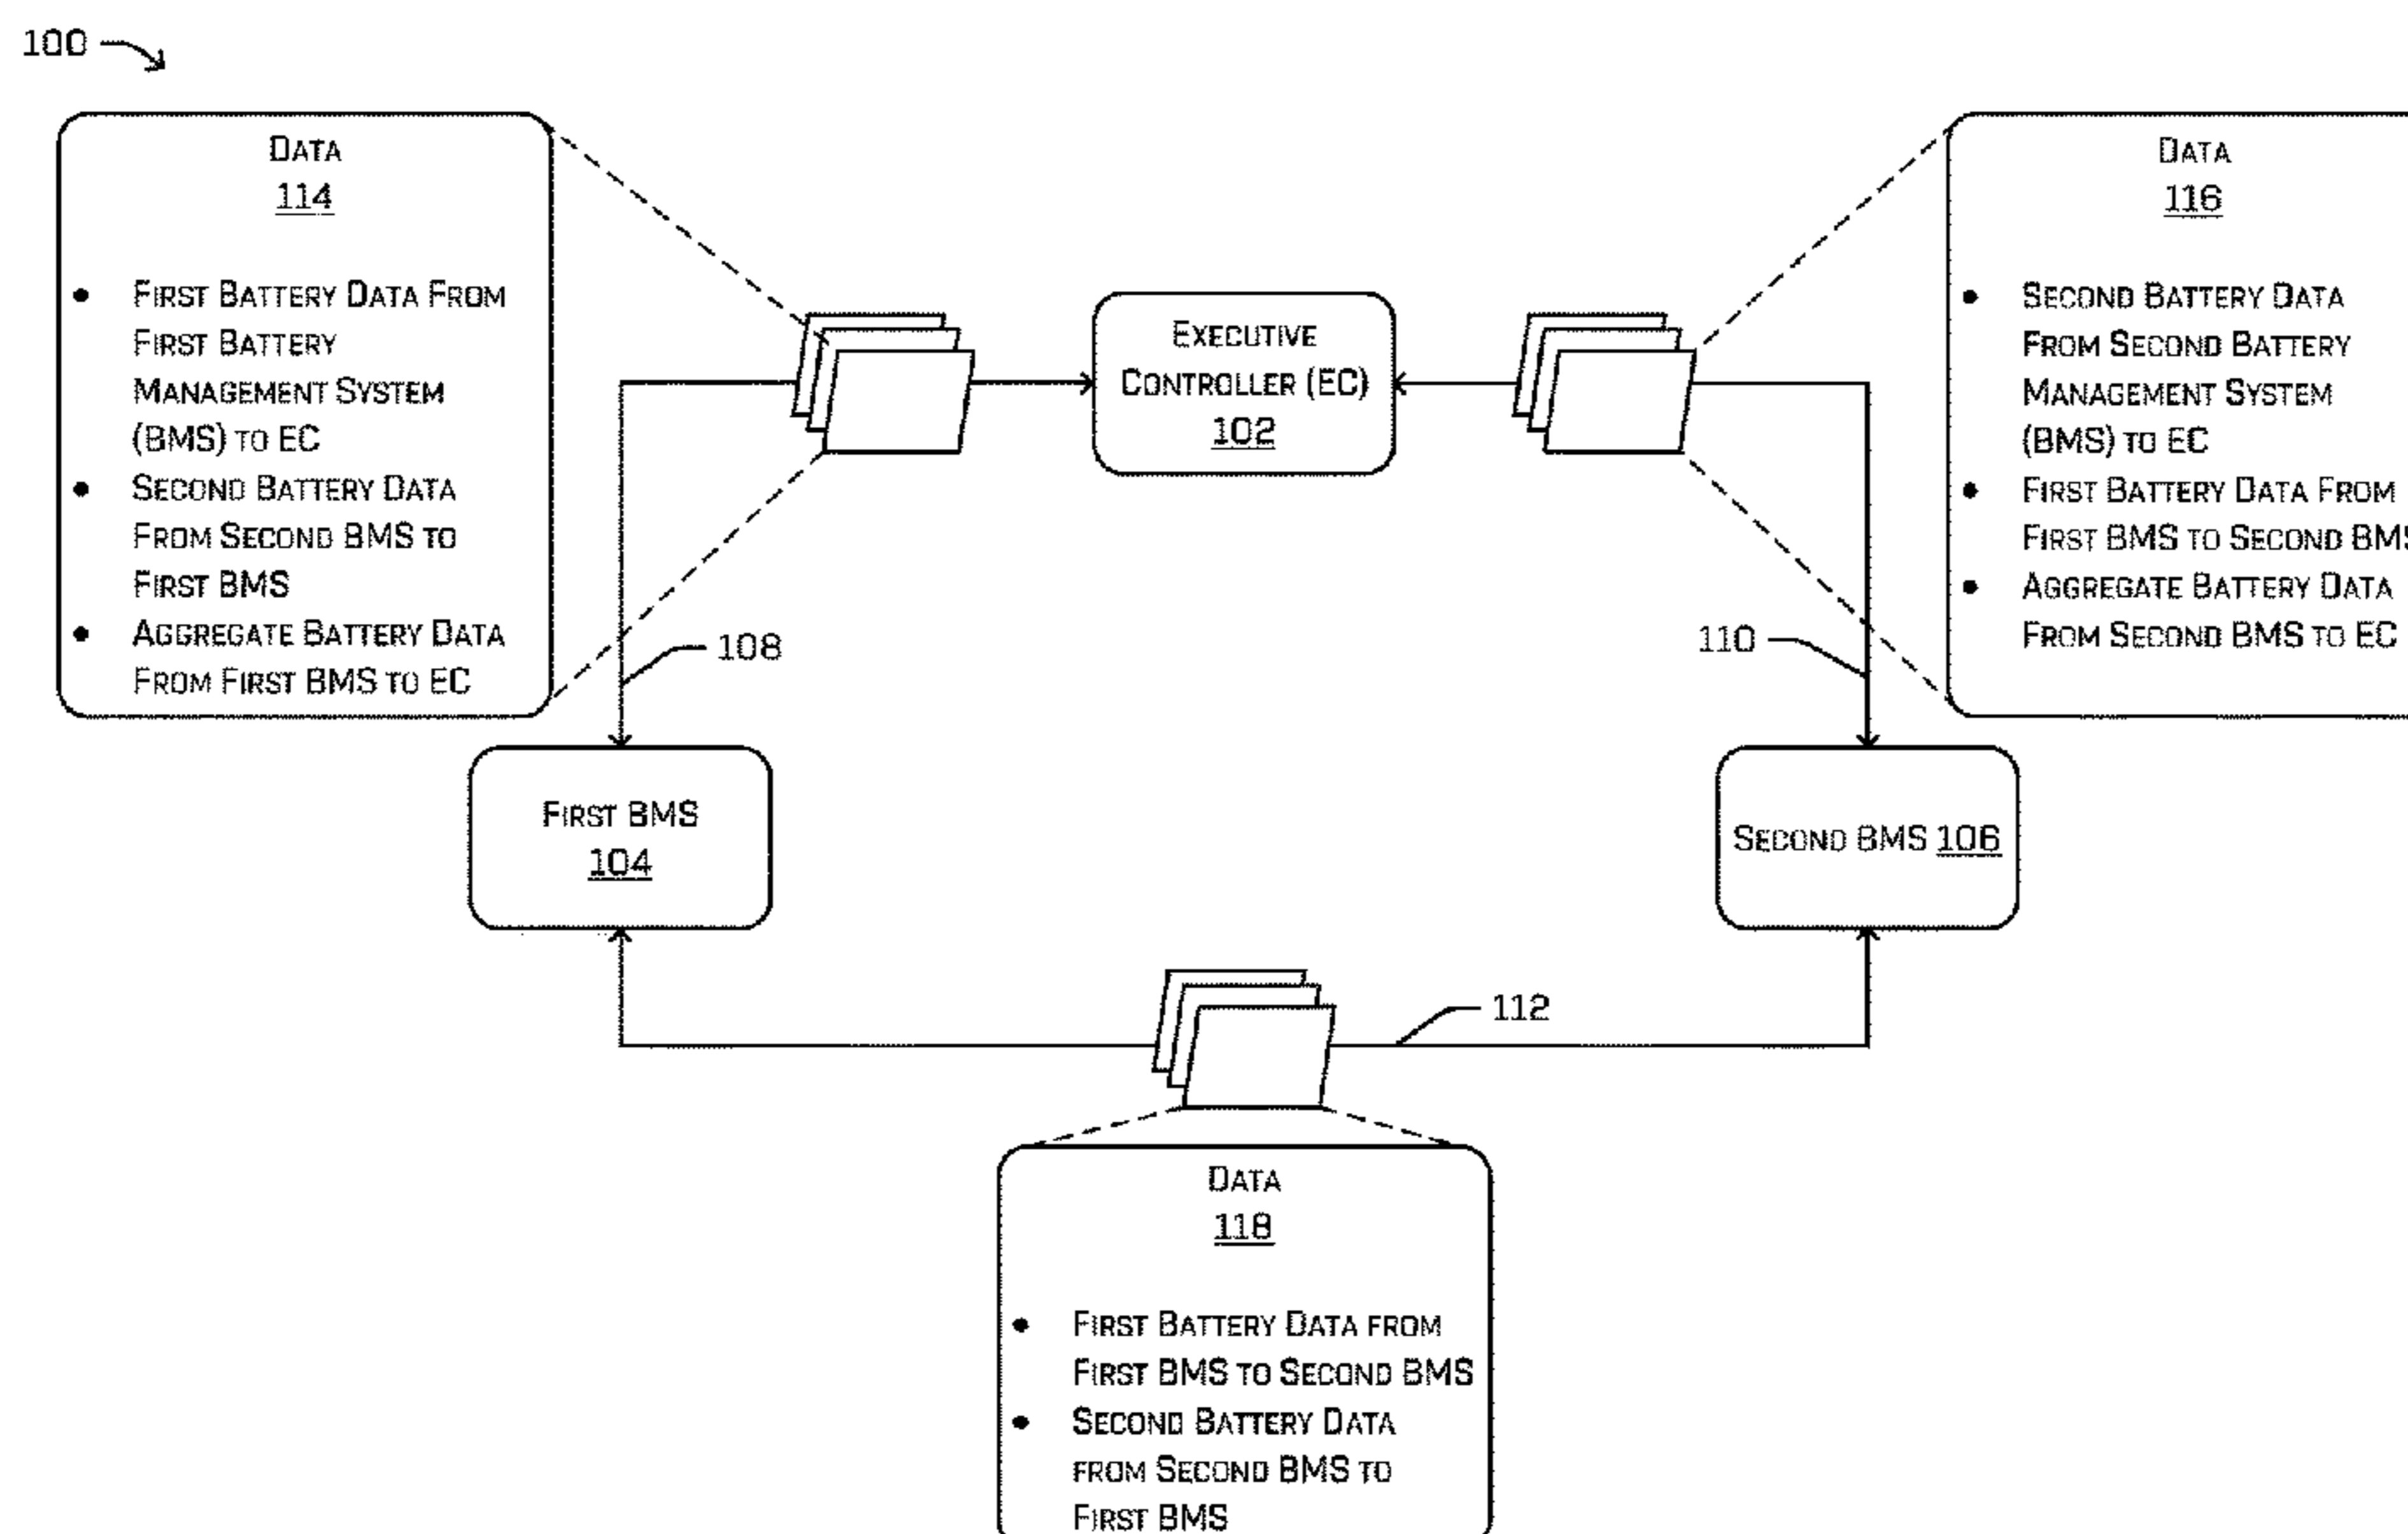 100
DATA
114
• FIRST BATTERY DATA FROM
FIRST BATTERY
MANAGEMENT SYSTEM
(BMS) TO EC
• SECOND BATTERY DATA
FROM SECOND BMS TO
FIRST BMS
• AGGREGATE BATTERY DATA
FROM FIRST BMS TO EC
EXECUTIVE
CONTROLLER (EC)
102
DATA
116
• SECOND BATTERY DATA
FROM SECOND BATTERY
MANAGEMENT SYSTEM
(BMS) TO EC
• FIRST BATTERY DATA FROM
FIRST BMS TO SECOND BMS
• AGGREGATE BATTERY DATA
FROM SECOND BMS TO EC
108
110
FIRST BMS
104
SECOND BMS 106
112
DATA
118
• FIRST BATTERY DATA FROM
FIRST BMS TO SECOND BMS
• SECOND BATTERY DATA
FROM SECOND BMS TO
FIRST BMS